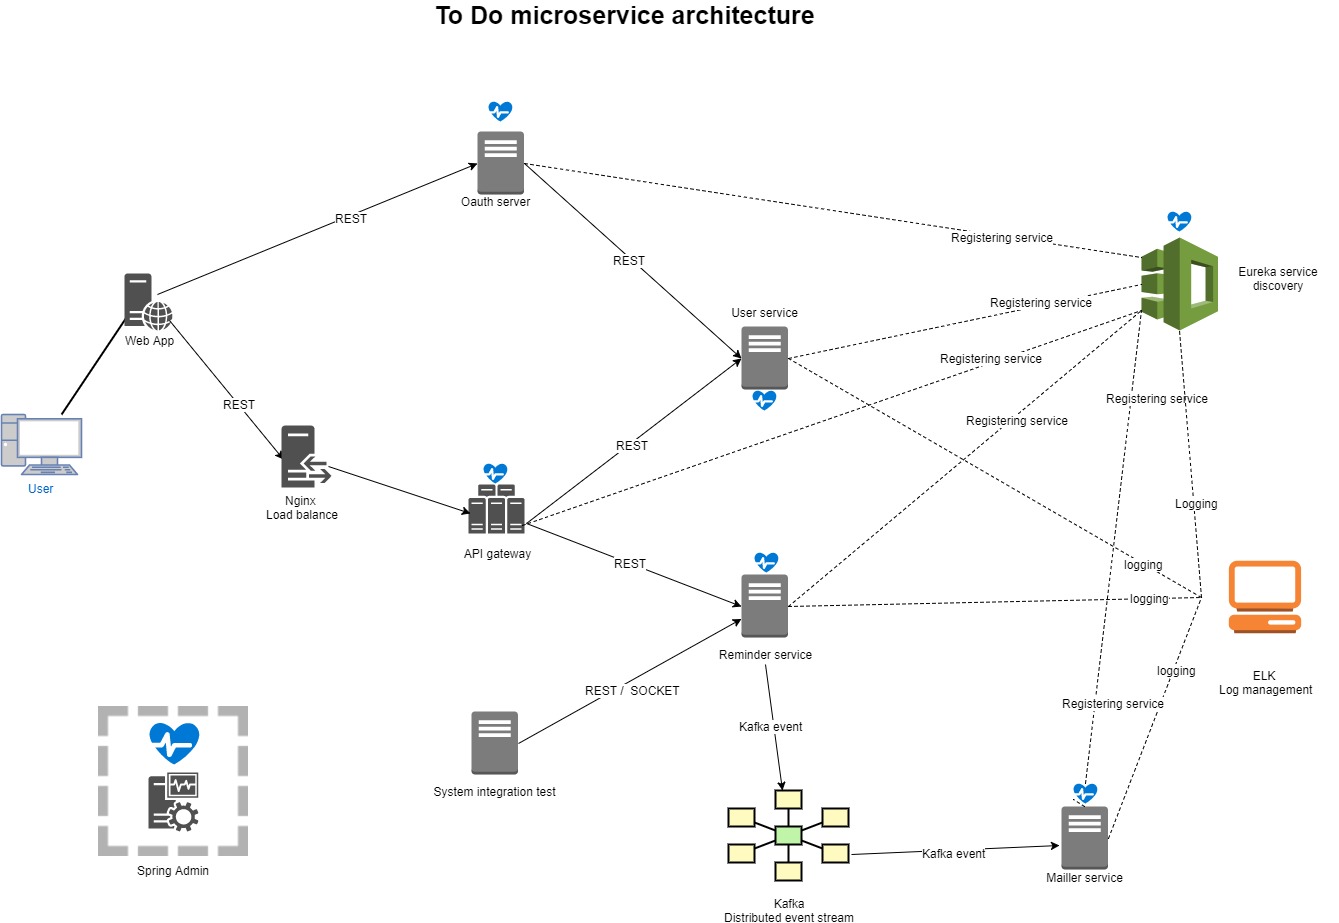 To Do microservice architecture
Oauth server
REST
Registering service
REST
Eureka service
discovery
Registering service
User service
Web App
Registering service
REST
Registering service
Registering service
REST
User
Nginx
Load balance
Logging
API gateway
REST
logging
logging
Reminder service
logging
ELK
Log management
REST /  SOCKET
Registering service
Kafka event
System integration test
Kafka event
Spring Admin
Mailler service
Kafka
Distributed event stream